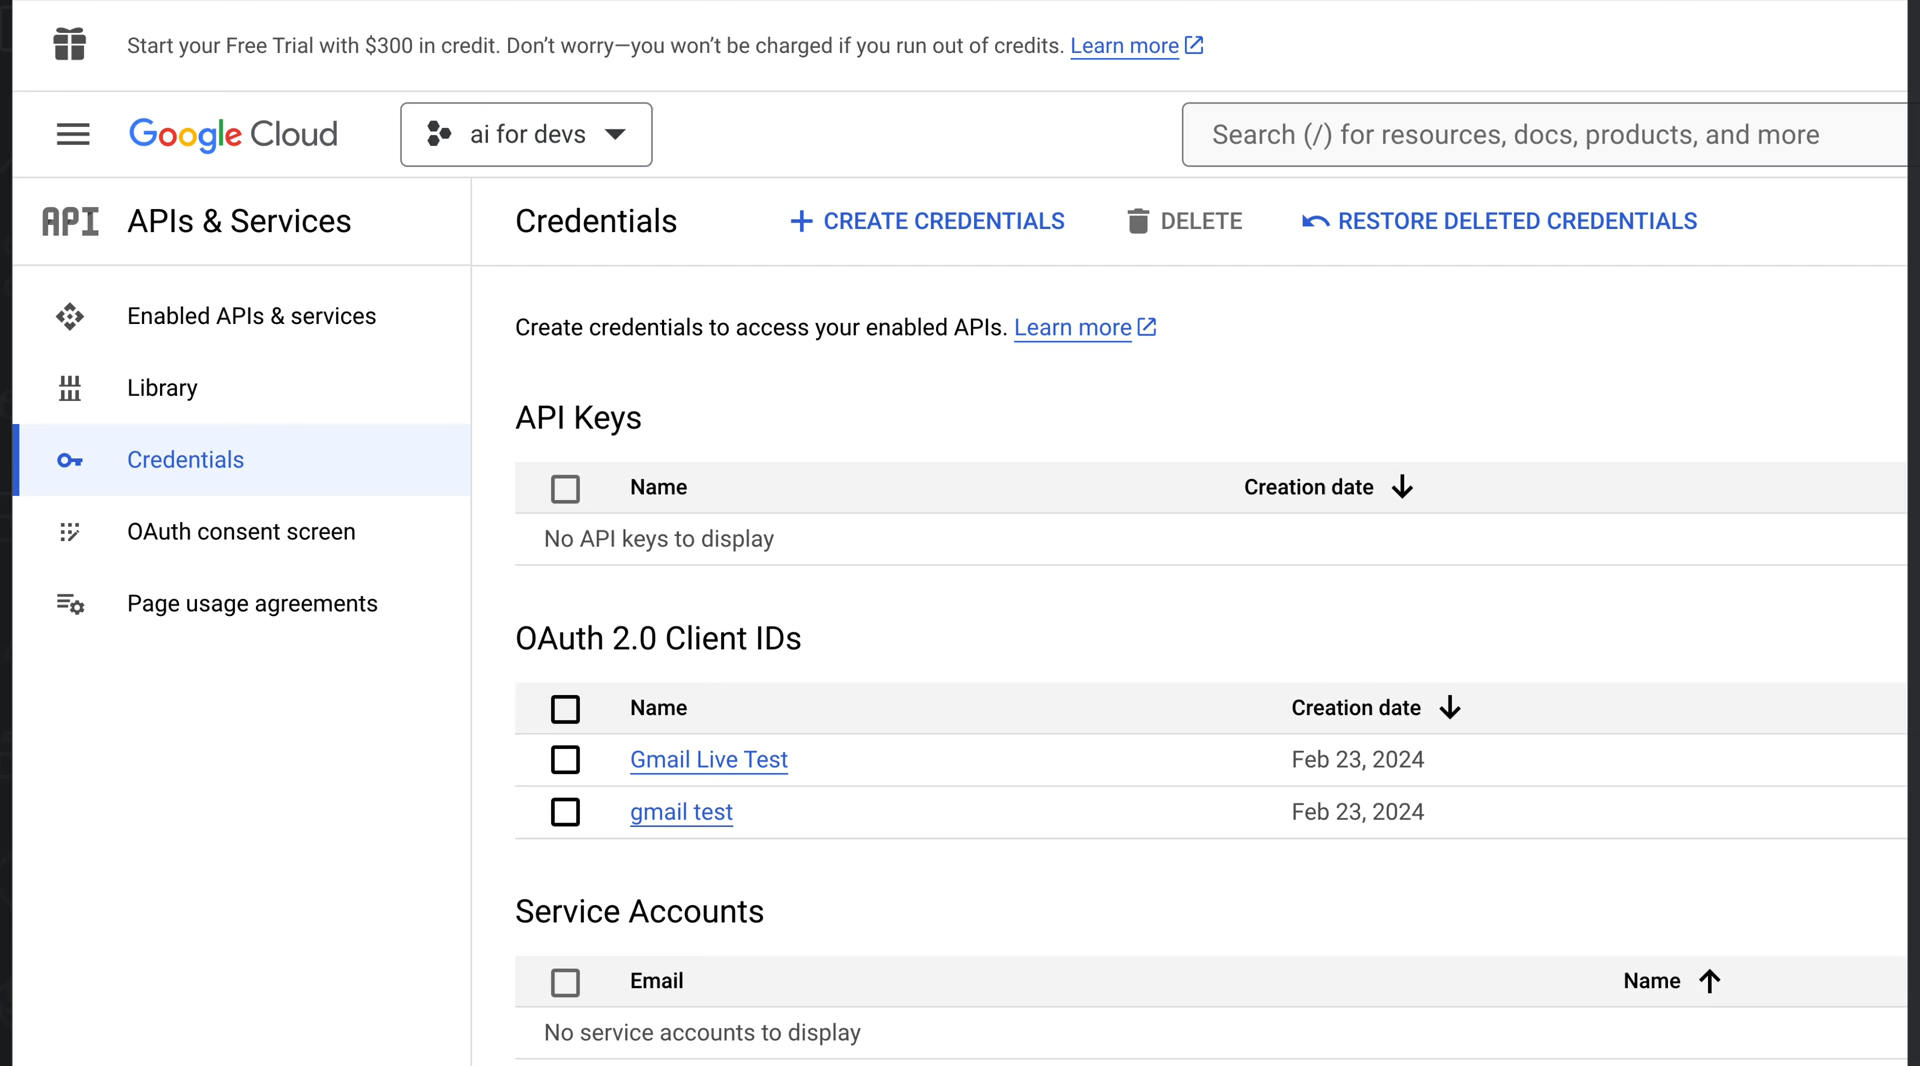 Start your Free Trial with $300 in credit. Don’t worry—you won’t be charged if you run out of credits. Learn more
Google Cloud
ai for devs
Search (/) for resources, docs, products, and more
API APIs & Services
Credentials
CREATE CREDENTIALS
DELETE
RESTORE DELETED CREDENTIALS
Enabled APIs & services
Library
Credentials
OAuth consent screen
Page usage agreements
Create credentials to access your enabled APIs. Learn more
API Keys
Name Creation date
No API keys to display
OAuth 2.0 Client IDs
Name Creation date
Gmail Live Test Feb 23, 2024
gmail test Feb 23, 2024
Service Accounts
Email Name
No service accounts to display